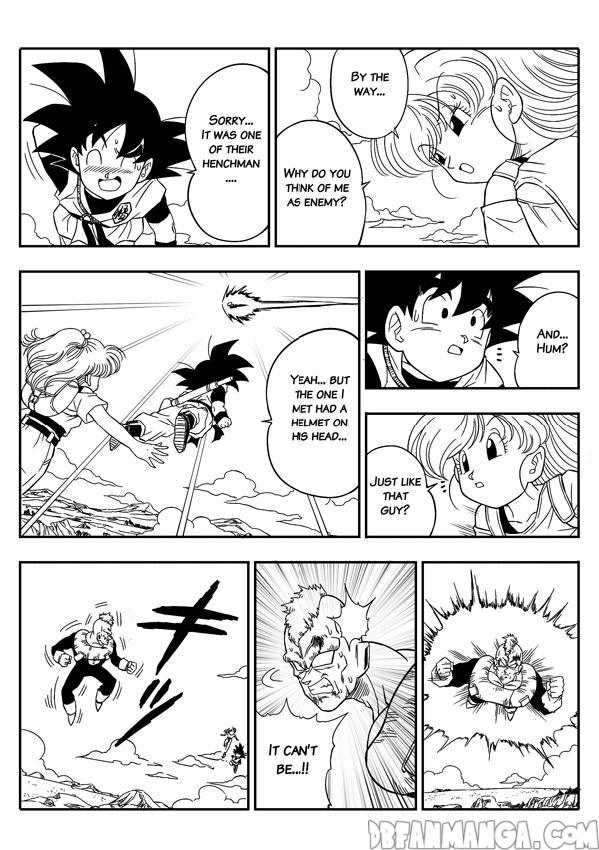 BY THE
WAY...
WHY DO YOU
THINK OF ME
AS ENEMY?
SORRY...
IT WAS ONE
OF THEIR
HENCHMAN
....
AND...
HUM?
JUST LIKE
THAT
GUY?
YEAH... BUT
THE ONE I
MET HAD A
HELMET ON
HIS HEAD...
IT CAN'T
BE...!!
キッ
DBFANMANGA.COM